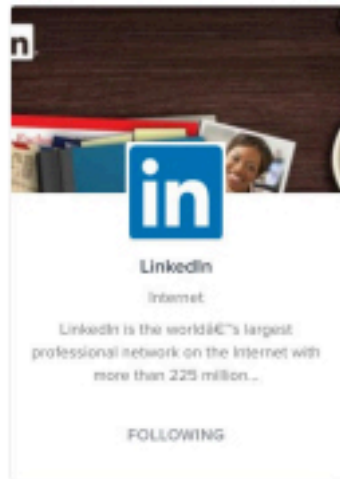 in
in
LinkedIn
Internet
LinkedIn is the worldâ€™s largest
professional network on the Internet with
more than 225 million...
FOLLOWING